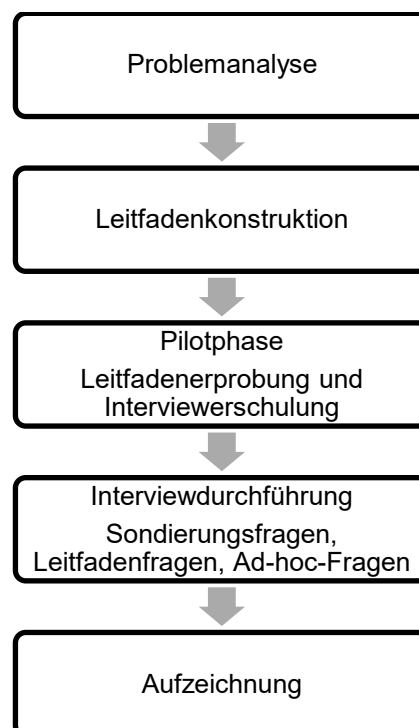 Problemanalyse
Leitfadenkonstruktion
Pilotphase
Leitfadenerprobung und
Interviewerschulung
Interviewdurchführung
Sondierungsfragen,
Leitfadenfragen, Ad-hoc-Fragen
Aufzeichnung